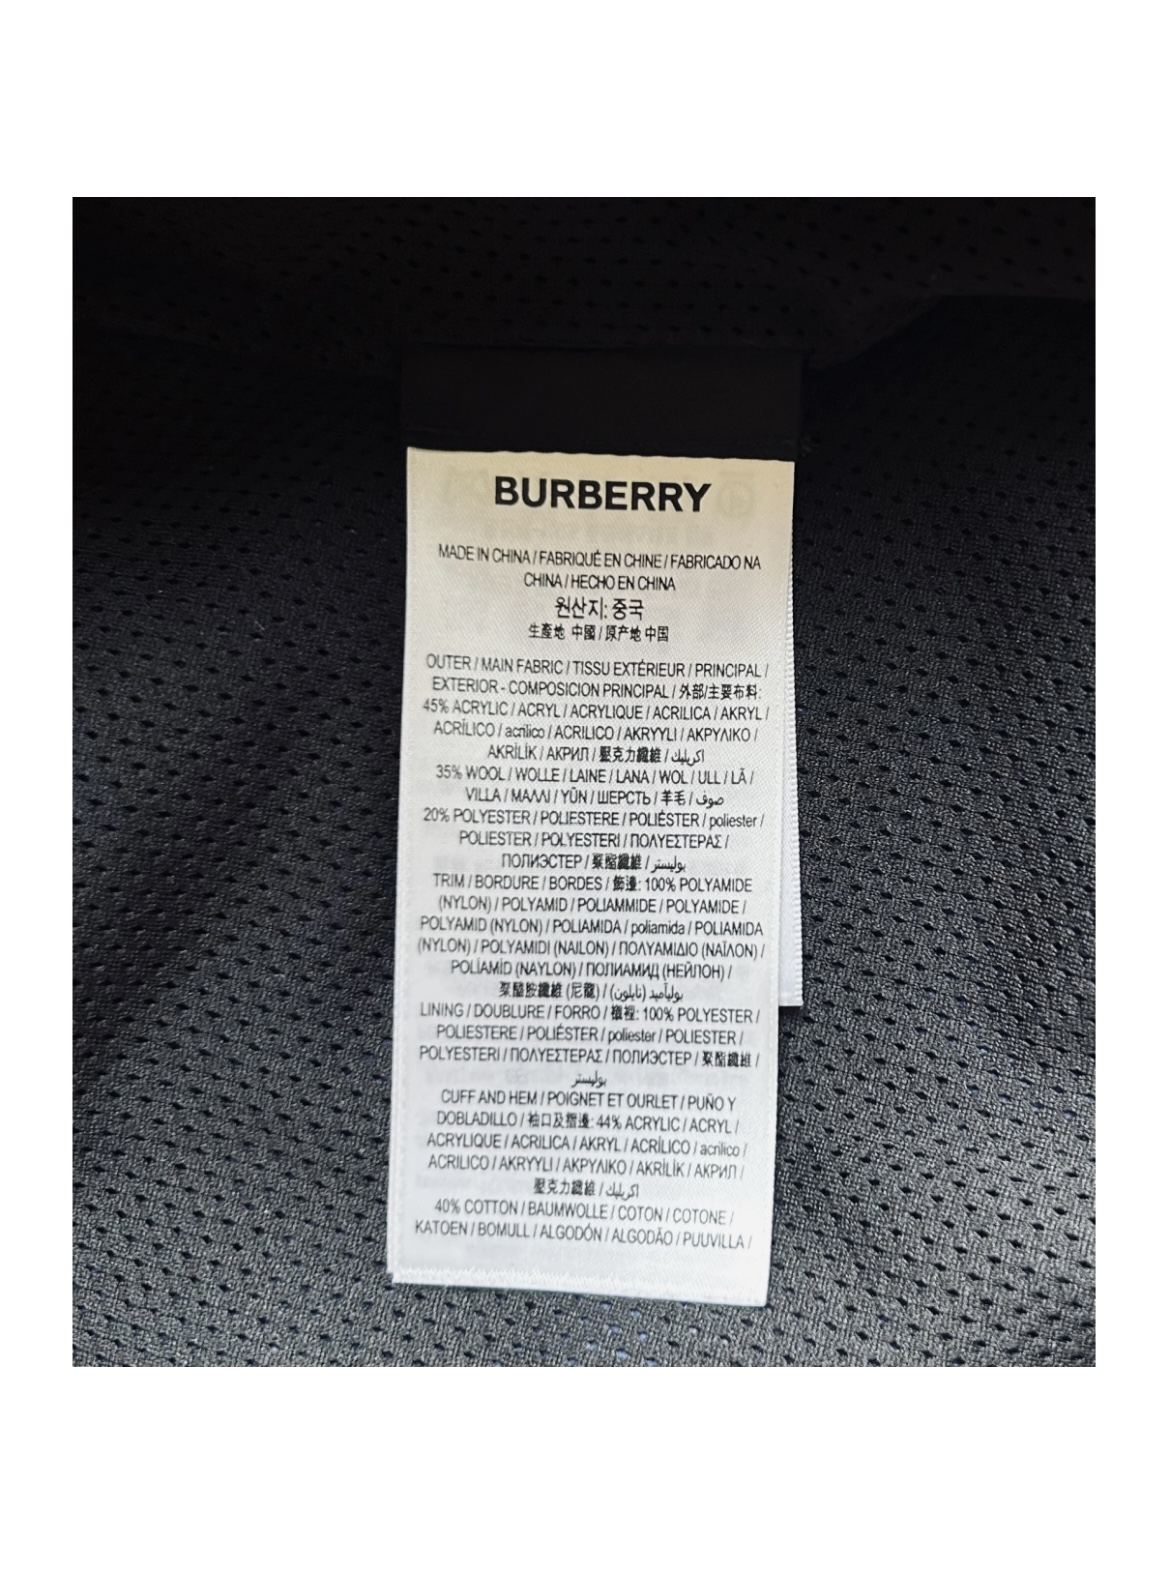 BURBERRY
MADE IN CHINA / FABRIQUÉ EN CHINE / FABRICADO NA
CHINA / HECHO EN CHINA
원산지: 중국
生產地 中國 / 原产地 中国
OUTER / MAIN FABRIC / TISSU EXTÉRIEUR / PRINCIPAL /
EXTERIOR - COMPOSICION PRINCIPAL / 外部/主要布料:
45% ACRYLIC / ACRYL / ACRYLIQUE / ACRILICA / AKRYL /
ACRÍLICO / acrílico / ACRILICO / AKRYYLI / ΑΚΡΥΛΙΚΟ /
AKRİLİK / АКРИЛ / 壓克力纖維 / اكريليك
35% WOOL / WOLLE / LAINE / LANA / WOL / ULL / LÃ /
VILLA / ΜΑΛΛΙ / YÜN / ШЕРСТЬ / 羊毛 / صوف
20% POLYESTER / POLIESTERE / POLIÉSTER / poliester /
POLIESTER / POLYESTERI / ΠΟΛΥΕΣΤΕΡΑΣ /
ПОЛИЭСТЕР / 聚酯纖維 / بوليستر
TRIM / BORDURE / BORDES / 飾邊: 100% POLYAMIDE
(NYLON) / POLYAMID / POLIAMMIDE / POLYAMIDE /
POLYAMID (NYLON) / POLIAMIDA / poliamida / POLIAMIDA
(NYLON) / POLYAMIDI (NAILON) / ΠΟΛΥΑΜΙΔΙΟ (ΝΑΪΛΟΝ) /
POLİAMİD (NAYLON) / ПОЛИАМИД (НЕЙЛОН) /
聚醯胺纖維 (尼龍) / بوليآميد (نايلون)
LINING / DOUBLURE / FORRO / 襯裡: 100% POLYESTER /
POLIESTERE / POLIÉSTER / poliester / POLIESTER /
POLYESTERI / ΠΟΛΥΕΣΤΕΡΑΣ / ПОЛИЭСТЕР / 聚酯纖維 /
بوليستر
CUFF AND HEM / POIGNET ET OURLET / PUÑO Y
DOBLADILLO / 袖口及摺邊: 44% ACRYLIC / ACRYL /
ACRYLIQUE / ACRILICA / AKRYL / ACRÍLICO / acrílico /
ACRILICO / AKRYYLI / ΑΚΡΥΛΙΚΟ / AKRİLİK / АКРИЛ /
壓克力纖維 / اكريليك
40% COTTON / BAUMWOLLE / COTON / COTONE /
KATOEN / BOMULL / ALGODÓN / ALGODÃO / PUUVILLA /